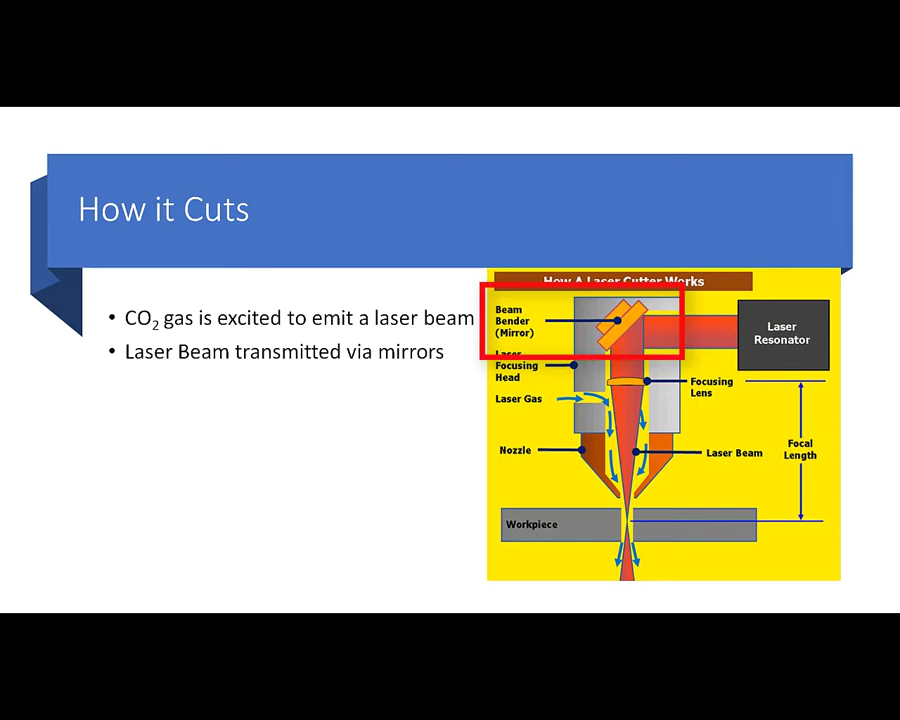 How it Cuts
• CO₂ gas is excited to emit a laser beam
• Laser Beam transmitted via mirrors
How A Laser Cutter Works
Beam
Bender
(Mirror)
Laser
Resonator
Laser
Focusing
Head
Focusing
Lens
Laser Gas
Nozzle
Laser Beam
Focal
Length
Workpiece